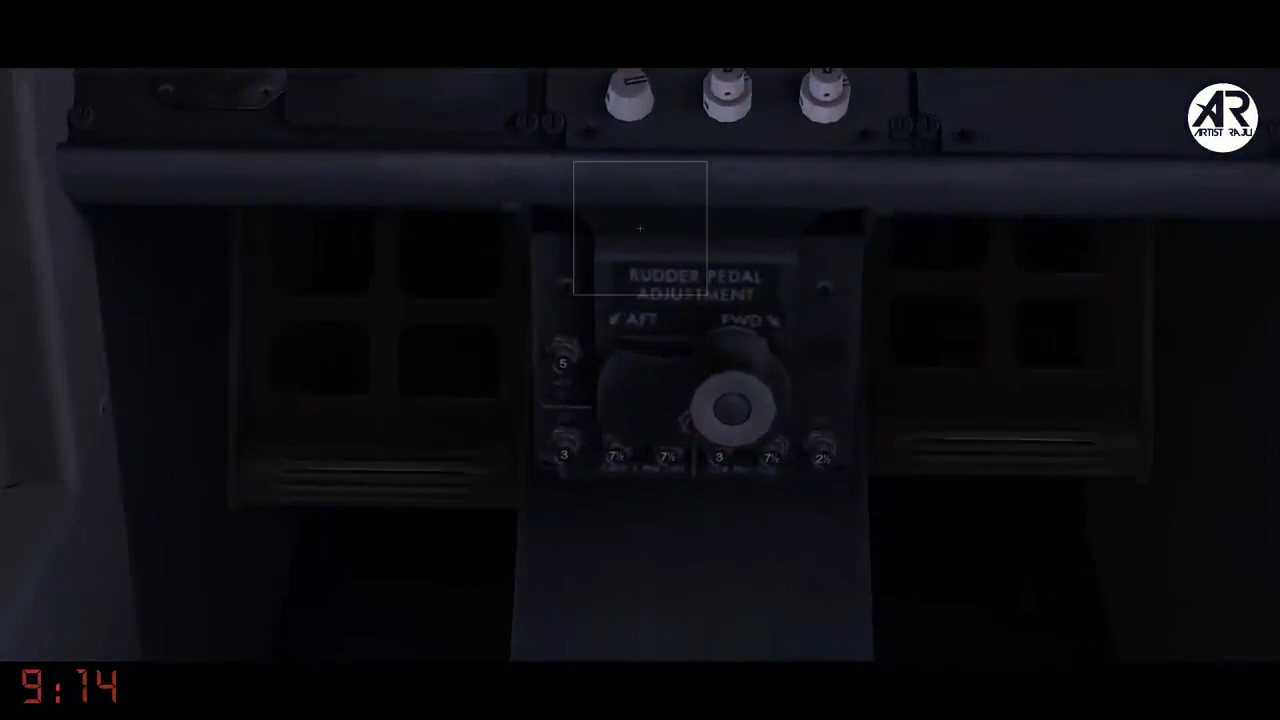 AR
ARTIST RAJU
RUDDER PEDAL
ADJUSTMENT
AFT FWD
5
3 7½ 7½ 3 7½ 2½
9:14